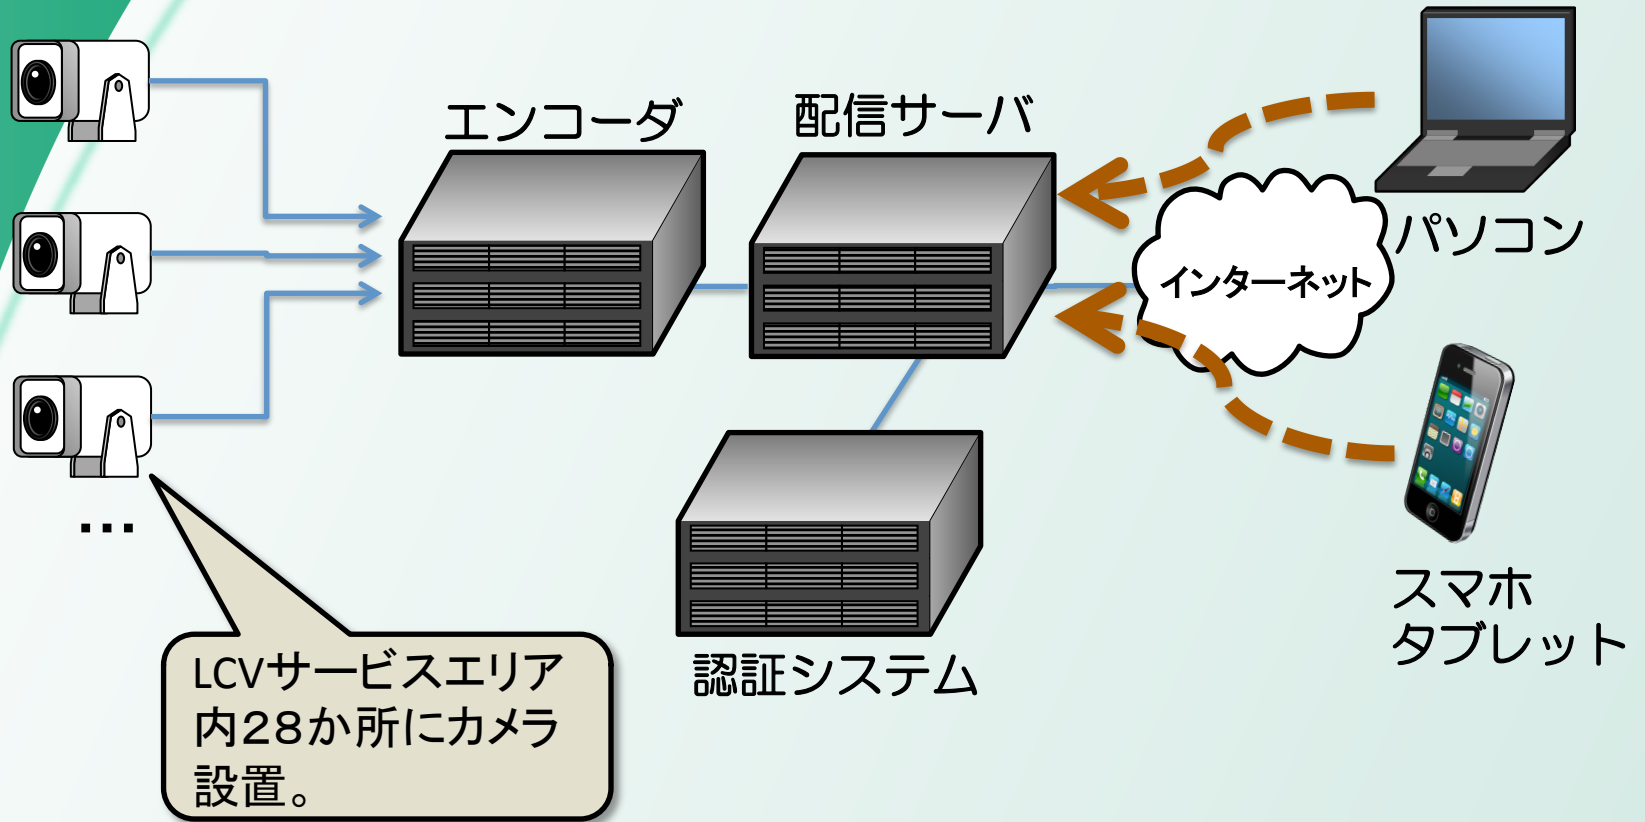 エンコーダ
配信サーバ
パソコン
インターネット
スマホ
タブレット
認証システム
...
LCVサービスエリア
内28か所にカメラ
設置。